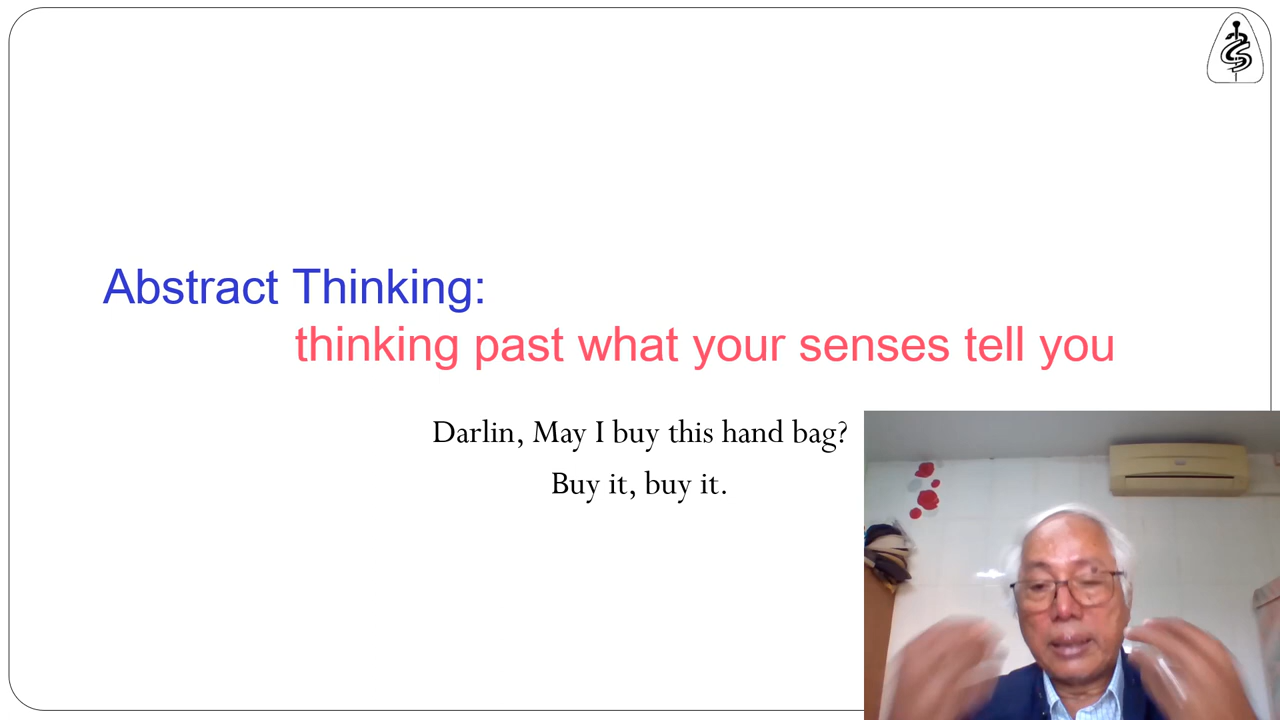 Abstract Thinking:
thinking past what your senses tell you
Darlin, May I buy this hand bag?
Buy it, buy it.